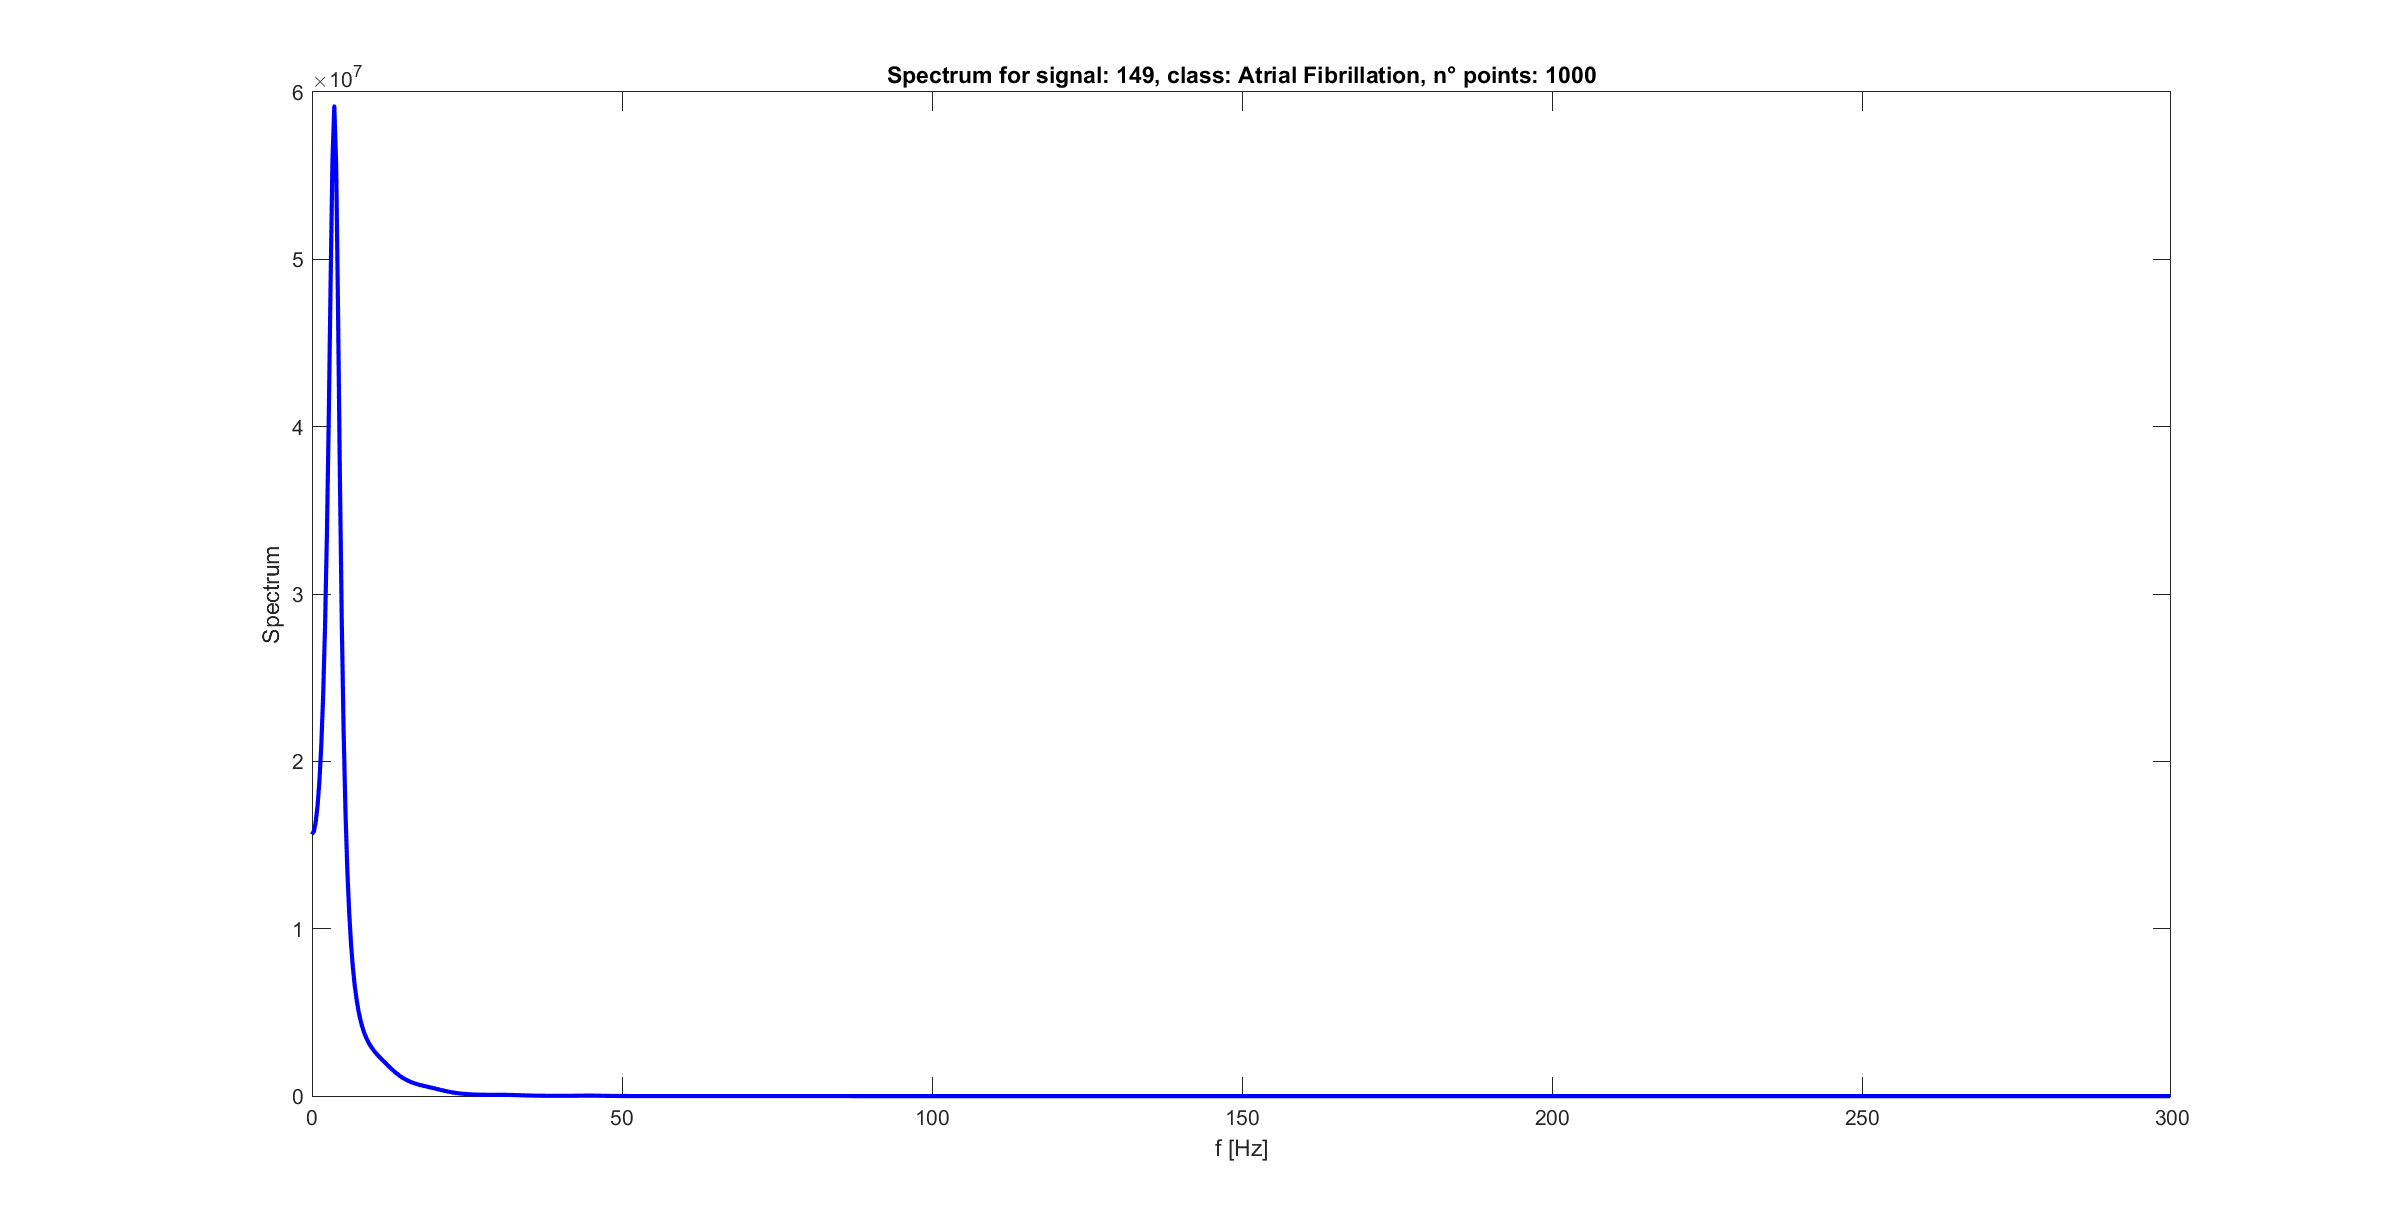 Spectrum for signal: 149, class: Atrial Fibrillation, n° points: 1000
×10⁷
6
5
4
3
2
1
0
Spectrum
0 50 100 150 200 250 300
f [Hz]